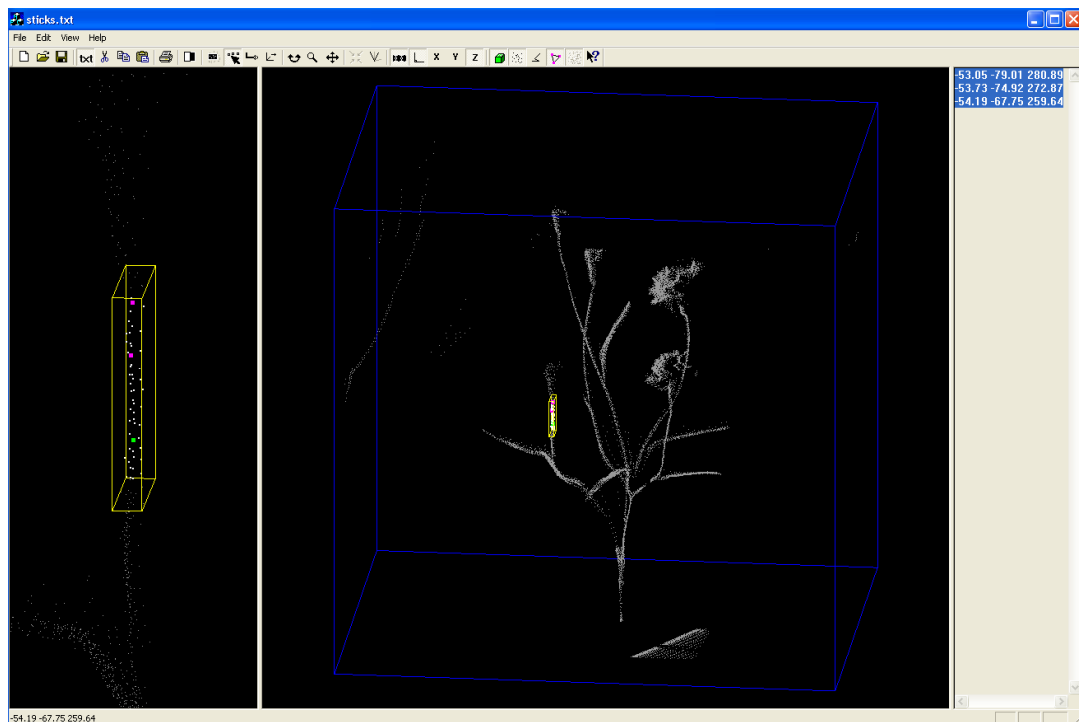 sticks.txt
File Edit View Help
txt X Y Z
-53.05 -79.01 280.89
-53.73 -74.92 272.87
-54.19 -67.75 259.64
-54.19 -67.75 259.64